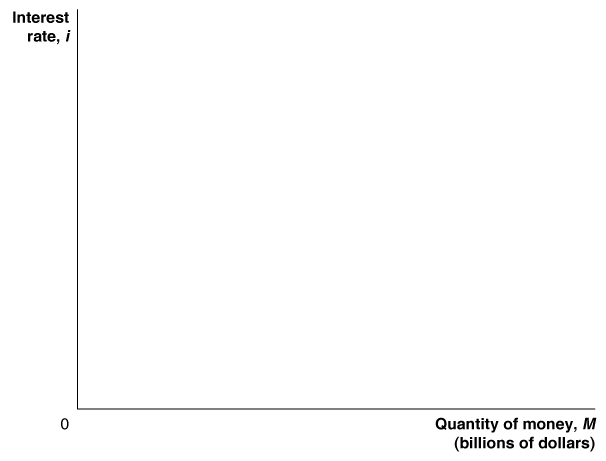 Interest
rate, i
0
Quantity of money, M
(billions of dollars)